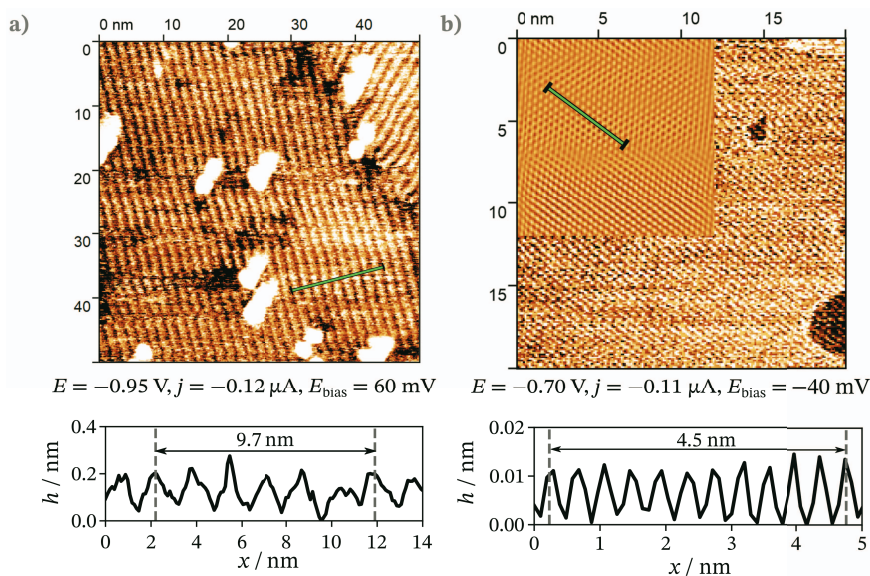 a)
0 nm 10 20 30 40
0
10
20
30
40
E = −0.95 V, j = −0.12 μA, E_bias = 60 mV
0.4
0.2
0.0
h / nm
9.7 nm
0 2 4 6 8 10 12 14
x / nm
b)
0 nm 5 10 15
0
5
10
15
E = −0.70 V, j = −0.11 μA, E_bias = −40 mV
0.02
0.01
0.00
h / nm
4.5 nm
0 1 2 3 4 5
x / nm